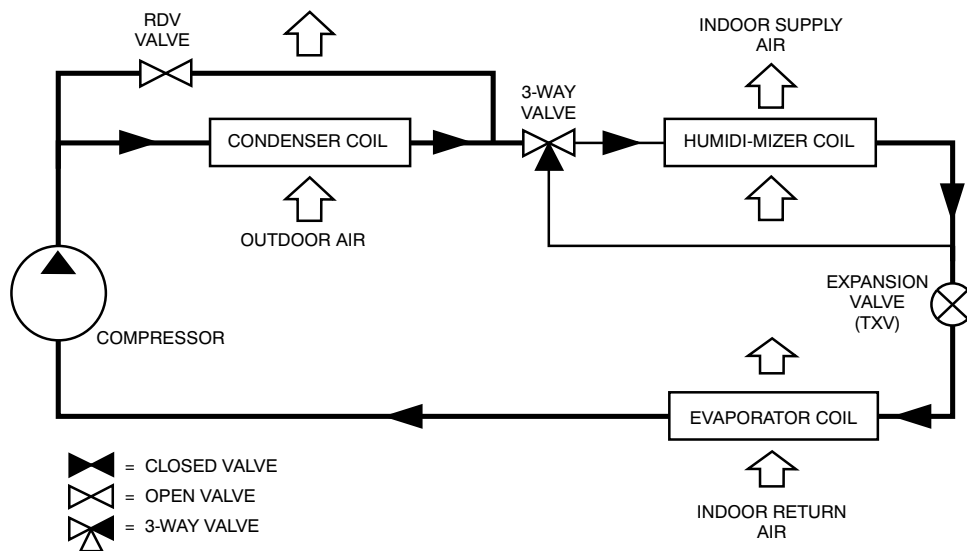 RDV
VALVE
INDOOR SUPPLY
AIR
3-WAY
VALVE
CONDENSER COIL
HUMIDI-MIZER COIL
OUTDOOR AIR
EXPANSION
VALVE
(TXV)
COMPRESSOR
EVAPORATOR COIL
= CLOSED VALVE
= OPEN VALVE
= 3-WAY VALVE
INDOOR RETURN
AIR